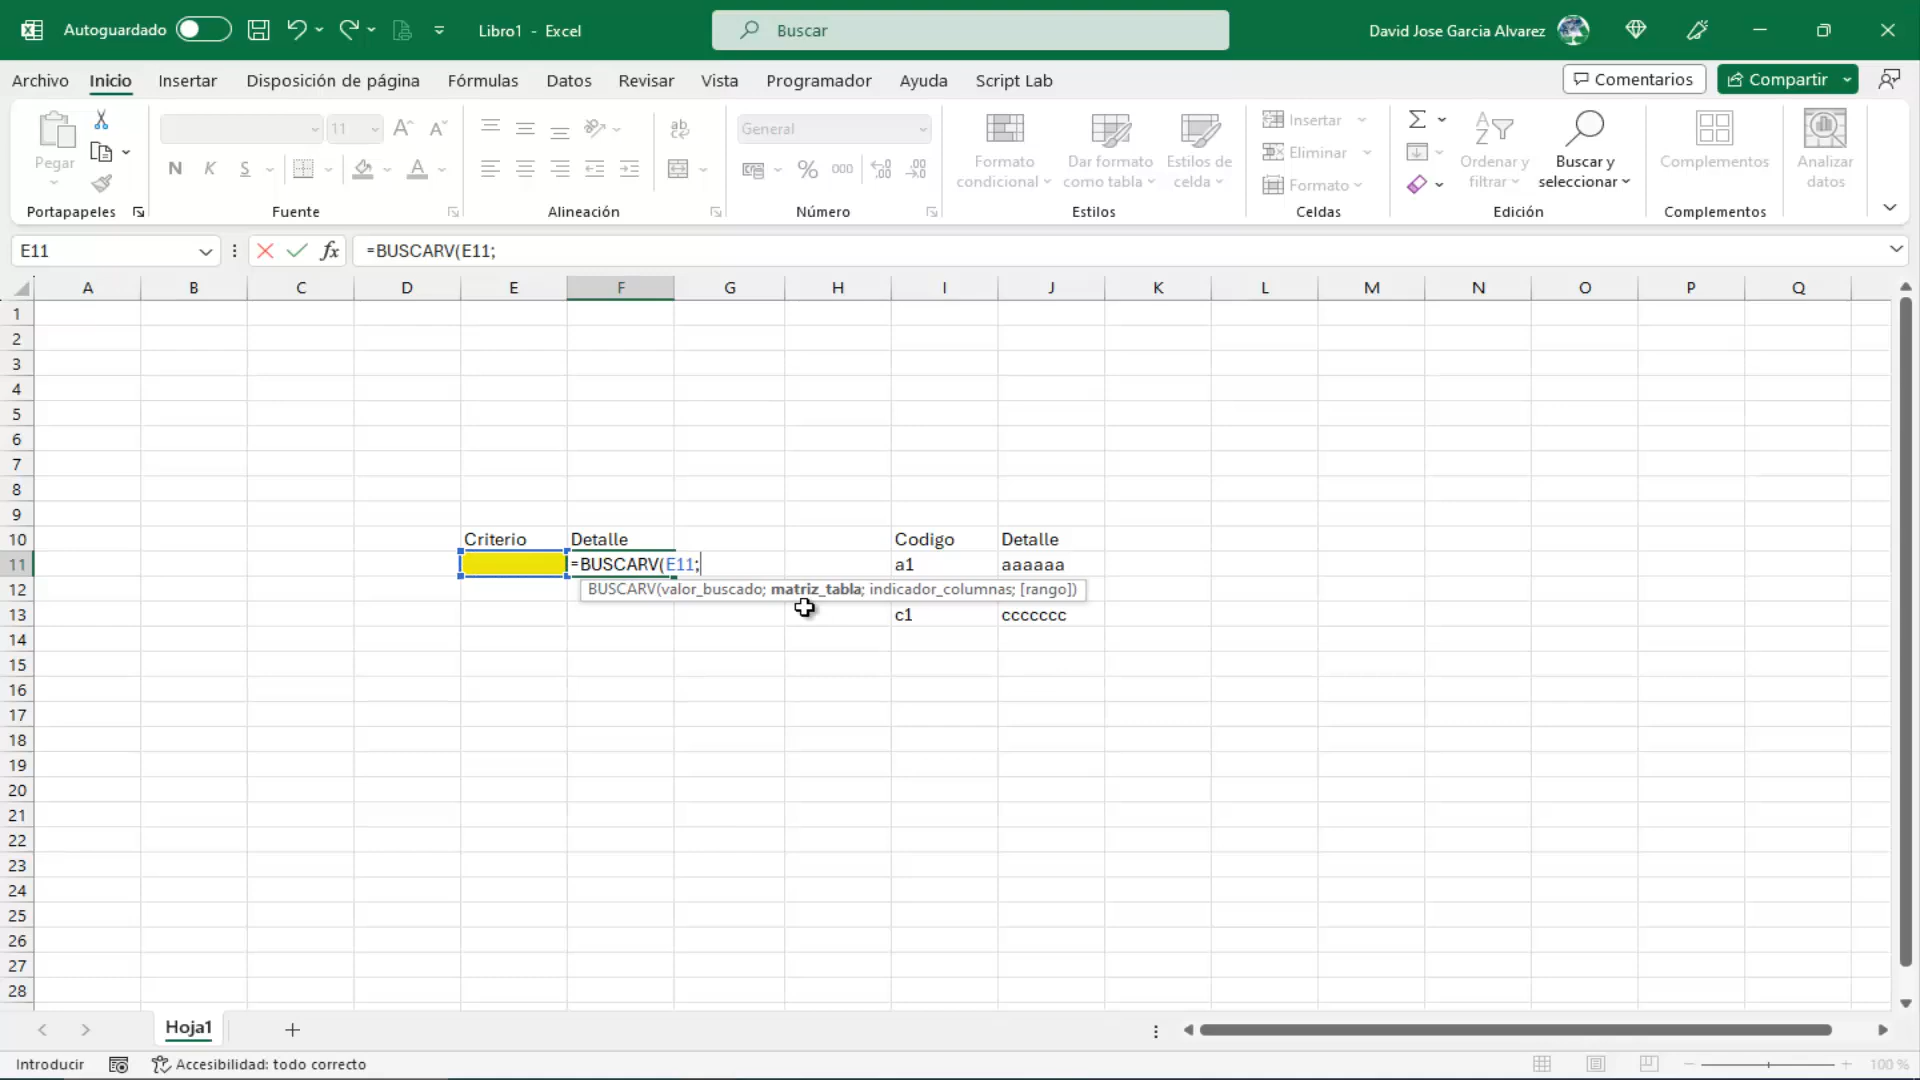 Autoguardado
Libro1 - Excel
Buscar
David Jose Garcia Alvarez
Archivo Inicio Insertar Disposición de página Fórmulas Datos Revisar Vista Programador Ayuda Script Lab
Comentarios Compartir
Pegar
Portapapeles
11
N K S
Fuente
ab
Alineación
General
% 000
Número
Formato condicional
Dar formato como tabla
Estilos de celda
Estilos
Insertar
Eliminar
Formato
Celdas
Ordenar y filtrar
Buscar y seleccionar
Edición
Complementos
Complementos
Analizar datos
E11
fx
=BUSCARV(E11;
A B C D E F G H I J K L M N O P Q
1
2
3
4
5
6
7
8
9
10 Criterio Detalle Codigo Detalle
11 =BUSCARV(E11; a1 aaaaaa
12 BUSCARV(valor_buscado; matriz_tabla; indicador_columnas; [rango])
13 c1 ccccccc
14
15
16
17
18
19
20
21
22
23
24
25
26
27
28
Hoja1
Introducir
Accesibilidad: todo correcto
100 %